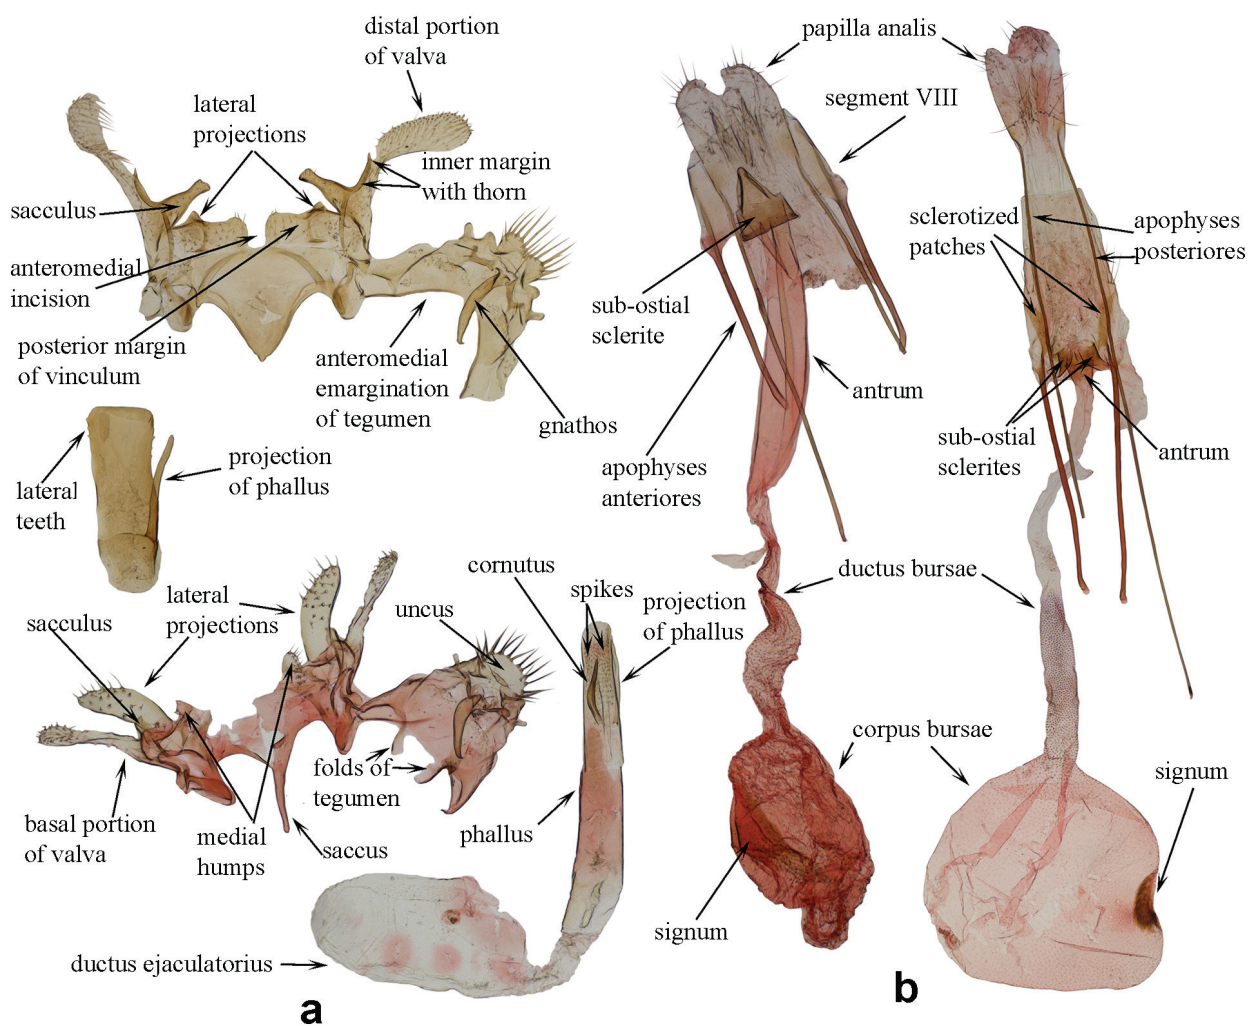 distal portion
of valva
lateral
projections
inner margin
with thorn
sacculus
anteromedial
incision
posterior margin
of vinculum
anteromedial
emargination
of tegumen
gnathos
lateral
teeth
projection
of phallus
cornutus
spikes
projection
of phallus
lateral
projections
uncus
sacculus
folds of
tegumen
basal portion
of valva
medial
humps
saccus
phallus
ductus ejaculatorius
a
papilla analis
segment VIII
sclerotized
patches
apophyses
posteriores
sub-ostial
sclerite
antrum
sub-ostial
sclerites
antrum
apophyses
anteriores
ductus bursae
corpus bursae
signum
signum
b